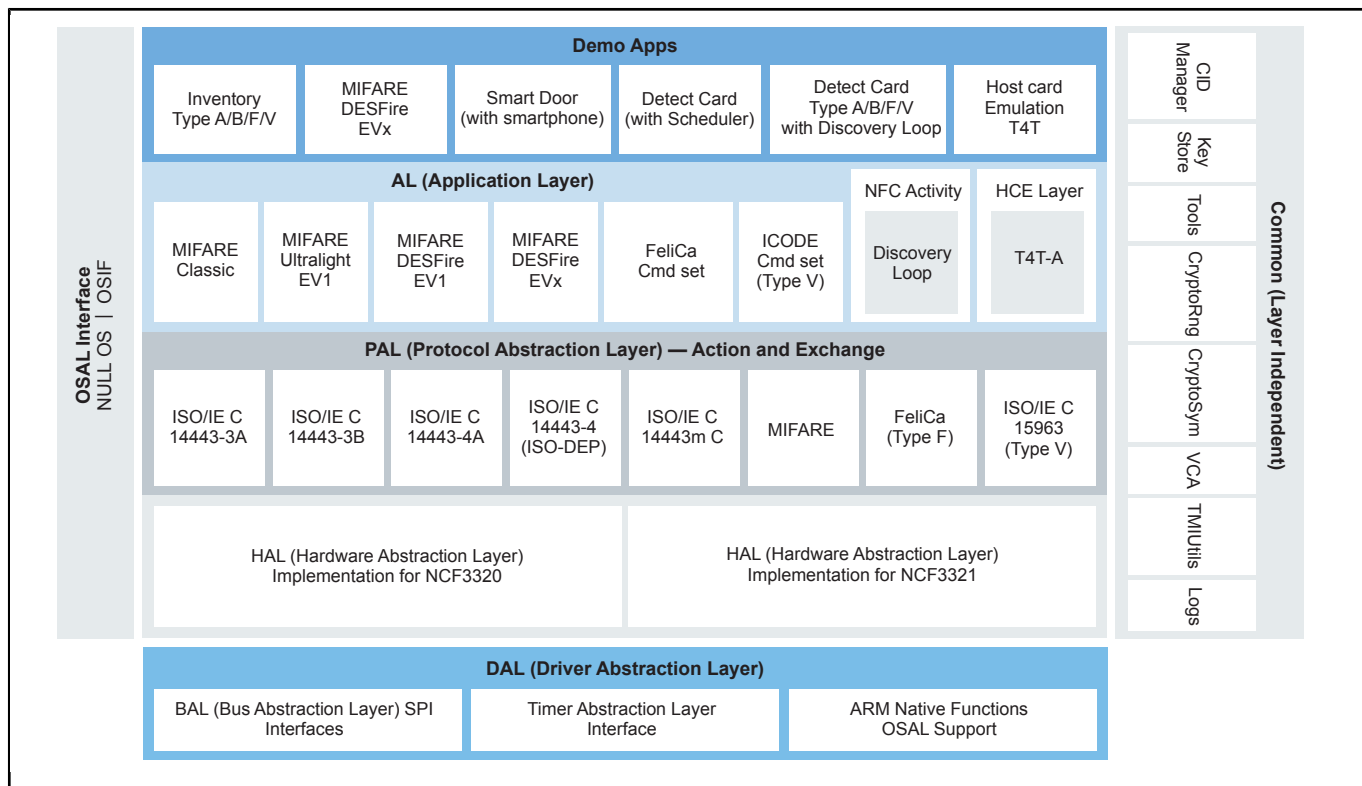 Demo Apps
Inventory
Type A/B/F/V
MIFARE
DESFire
EVx
Smart Door
(with smartphone)
Detect Card
(with Scheduler)
Detect Card
Type A/B/F/V
with Discovery Loop
Host card
Emulation
T4T
AL (Application Layer)
MIFARE
Classic
MIFARE
Ultralight
EV1
MIFARE
DESFire
EV1
MIFARE
DESFire
EVx
FeliCa
Cmd set
ICODE
Cmd set
(Type V)
NFC Activity
Discovery
Loop
HCE Layer
T4T-A
PAL (Protocol Abstraction Layer) — Action and Exchange
ISO/IE C
14443-3A
ISO/IE C
14443-3B
ISO/IE C
14443-4A
ISO/IE C
14443-4
(ISO-DEP)
ISO/IE C
14443m C
MIFARE
FeliCa
(Type F)
ISO/IE C
15963
(Type V)
HAL (Hardware Abstraction Layer)
Implementation for NCF3320
HAL (Hardware Abstraction Layer)
Implementation for NCF3321
DAL (Driver Abstraction Layer)
BAL (Bus Abstraction Layer) SPI
Interfaces
Timer Abstraction Layer
Interface
ARM Native Functions
OSAL Support
OSAL Interface
NULL OS | OSIF
CID
Manager
Key
Store
Tools
CryptoRng
CryptoSym
VCA
TMIUtils
Logs
Common (Layer Independent)